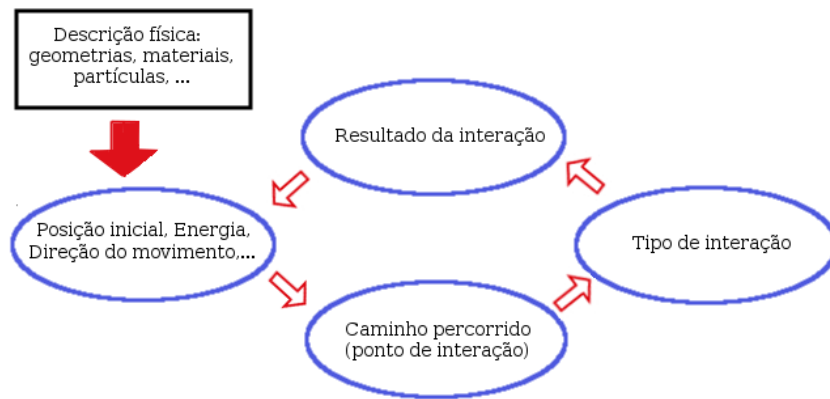 Descrição física:
geometrias, materiais,
partículas, ...
Resultado da interação
Posição inicial, Energia,
Direção do movimento,...
Tipo de interação
Caminho percorrido
(ponto de interação)